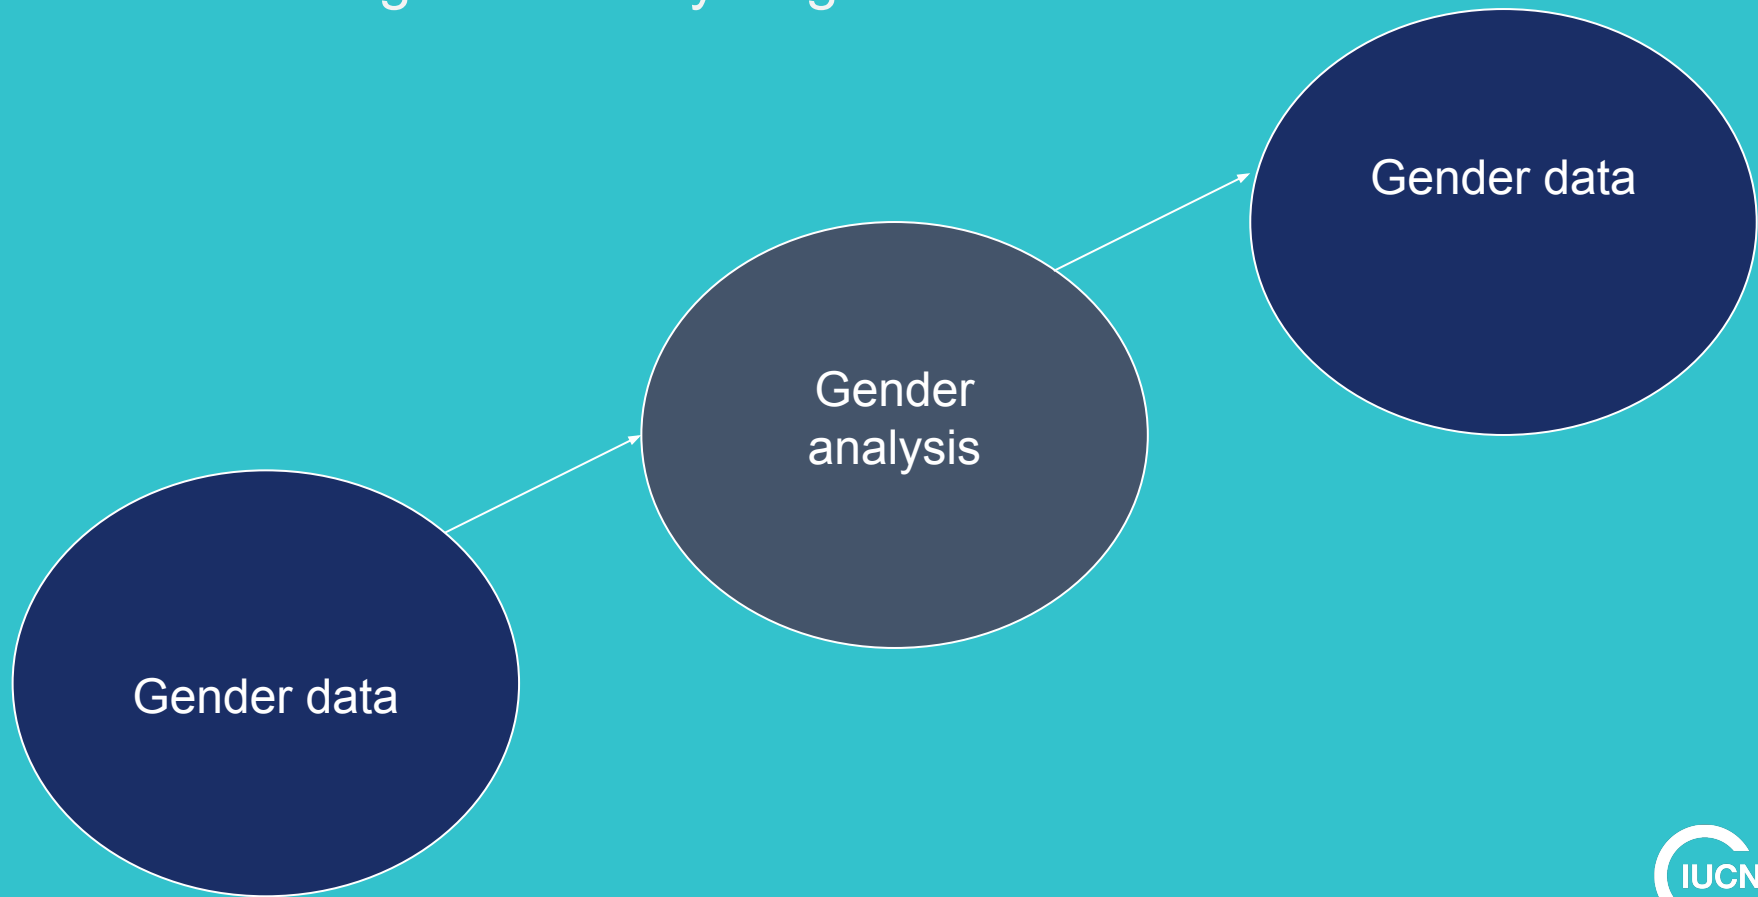 Gender data
Gender
analysis
Gender data
IUCN